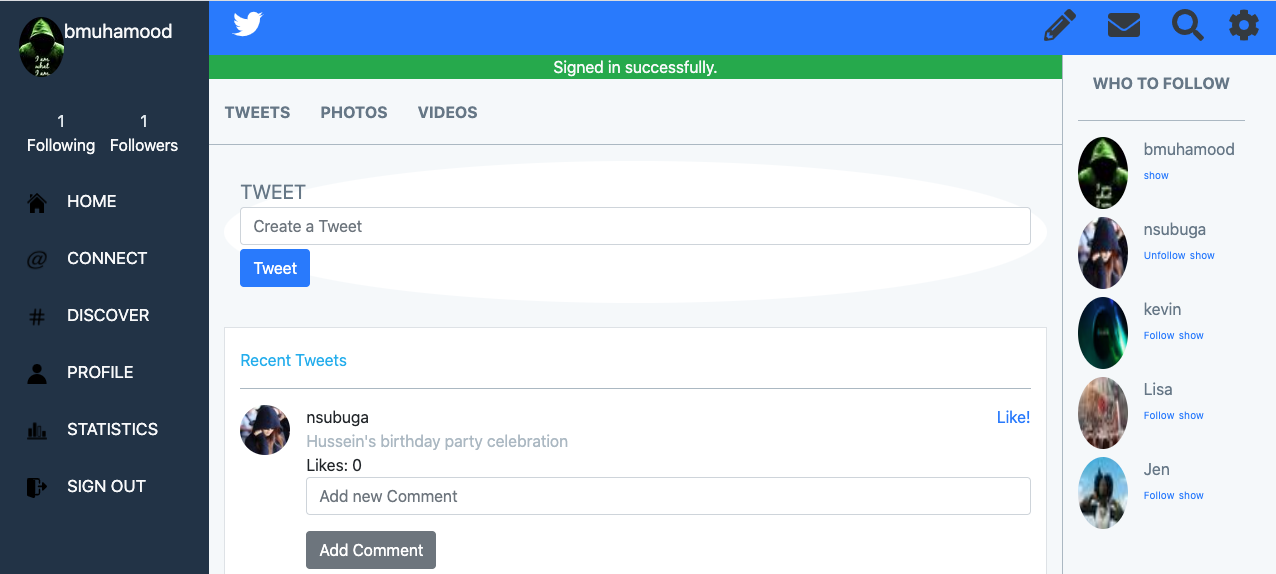 bmuhamood
1 1
Following Followers
HOME
CONNECT
DISCOVER
PROFILE
STATISTICS
SIGN OUT
Signed in successfully.
TWEETS PHOTOS VIDEOS
TWEET
Create a Tweet
Tweet
Recent Tweets
nsubuga Like!
Hussein's birthday party celebration
Likes: 0
Add new Comment
Add Comment
WHO TO FOLLOW
bmuhamood
show
nsubuga
Unfollow show
kevin
Follow show
Lisa
Follow show
Jen
Follow show